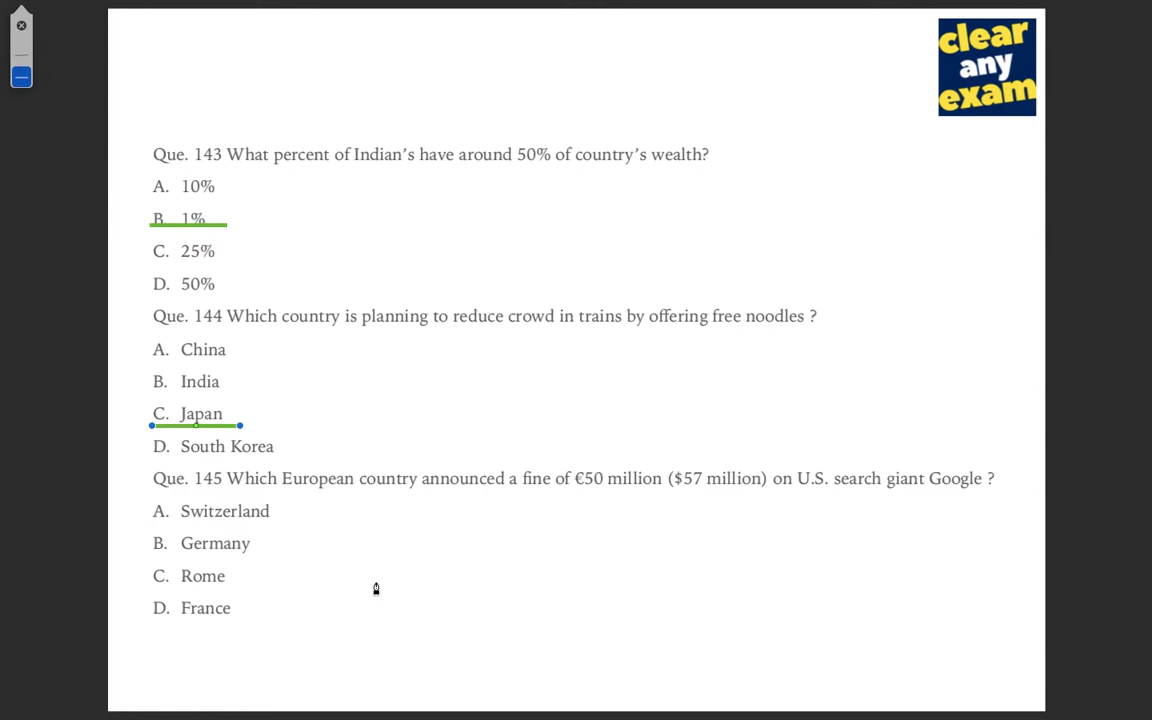 clear
any
exam
Que. 143 What percent of Indian’s have around 50% of country’s wealth?
A. 10%
B. 1%
C. 25%
D. 50%
Que. 144 Which country is planning to reduce crowd in trains by offering free noodles ?
A. China
B. India
C. Japan
D. South Korea
Que. 145 Which European country announced a fine of €50 million ($57 million) on U.S. search giant Google ?
A. Switzerland
B. Germany
C. Rome
D. France